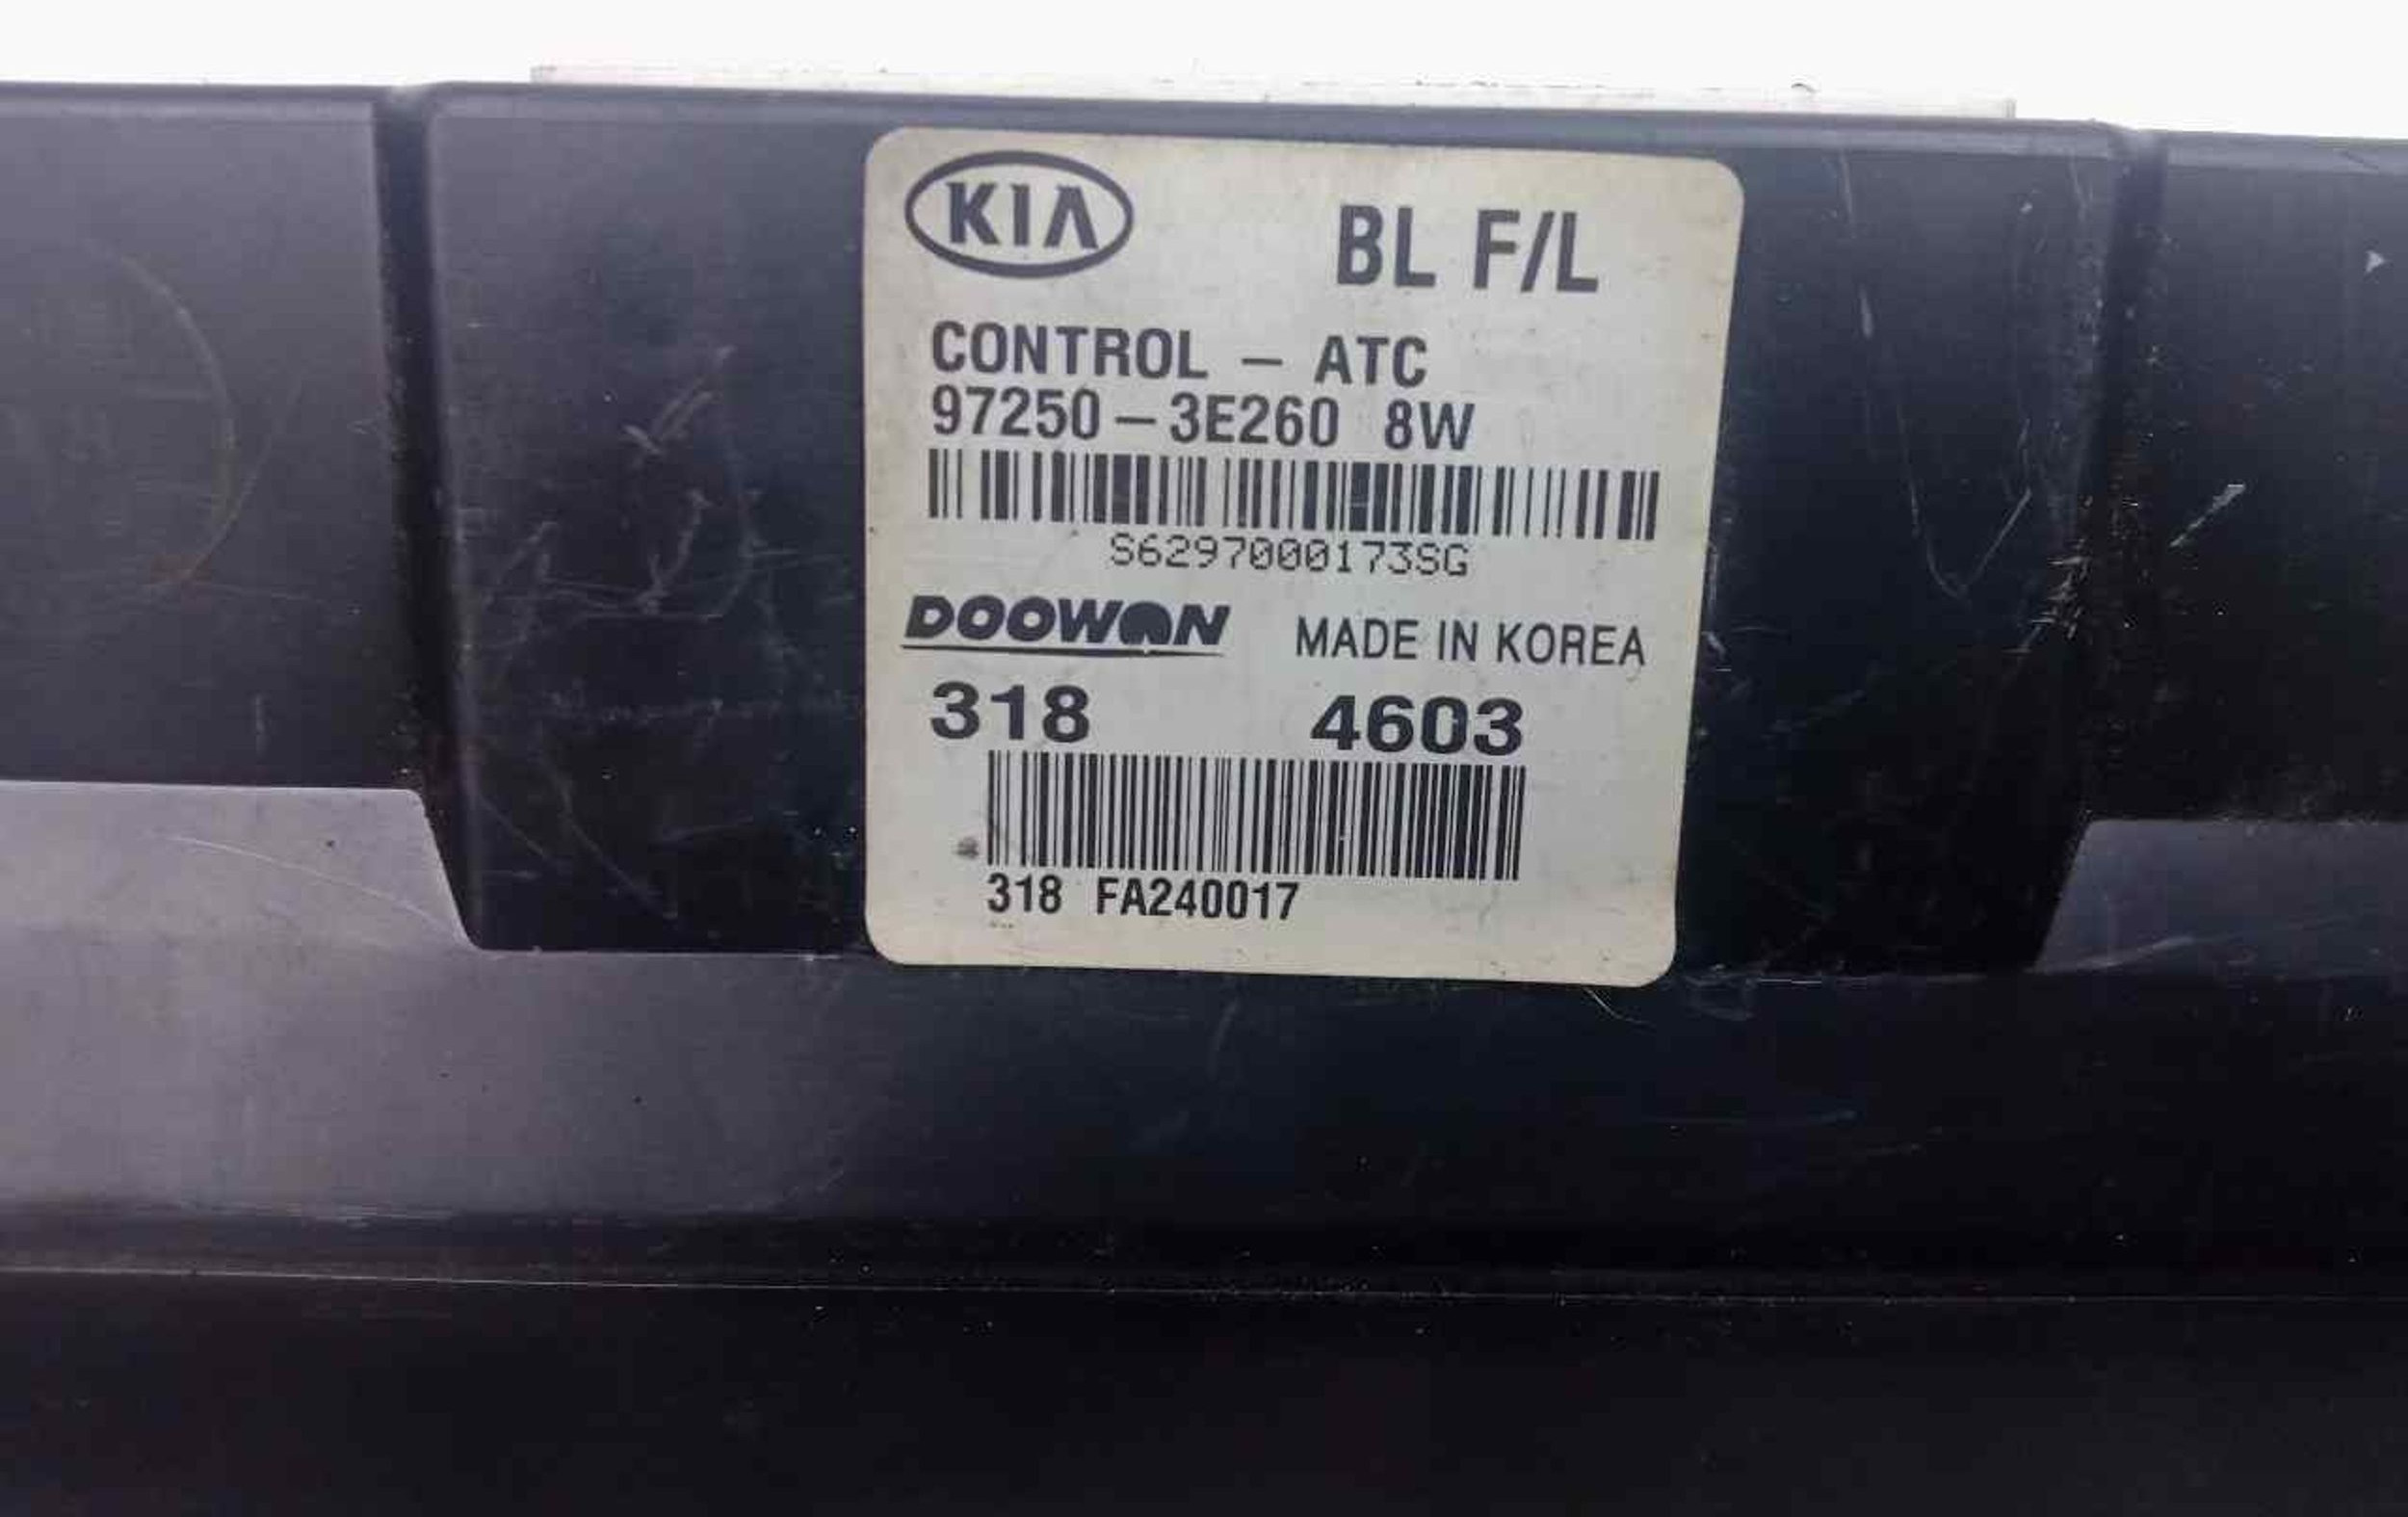 KIA BL F/L
CONTROL – ATC
97250–3E260 8W
S6297000173SG
DOOWON MADE IN KOREA
318 4603
318 FA240017